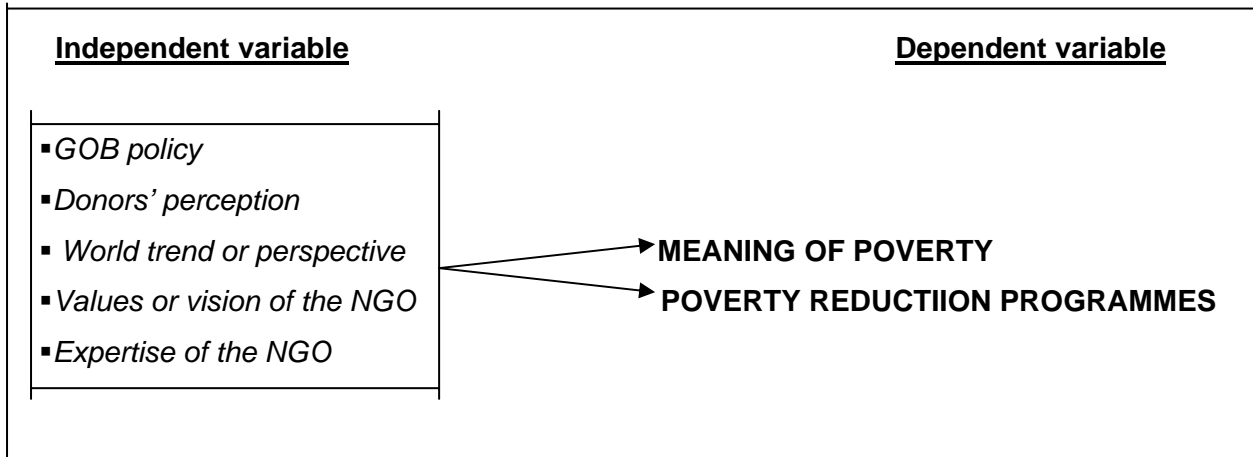 Independent variable Dependent variable
▪GOB policy
▪Donors’ perception
▪ World trend or perspective
MEANING OF POVERTY
▪Values or vision of the NGO
POVERTY REDUCTIION PROGRAMMES
▪Expertise of the NGO